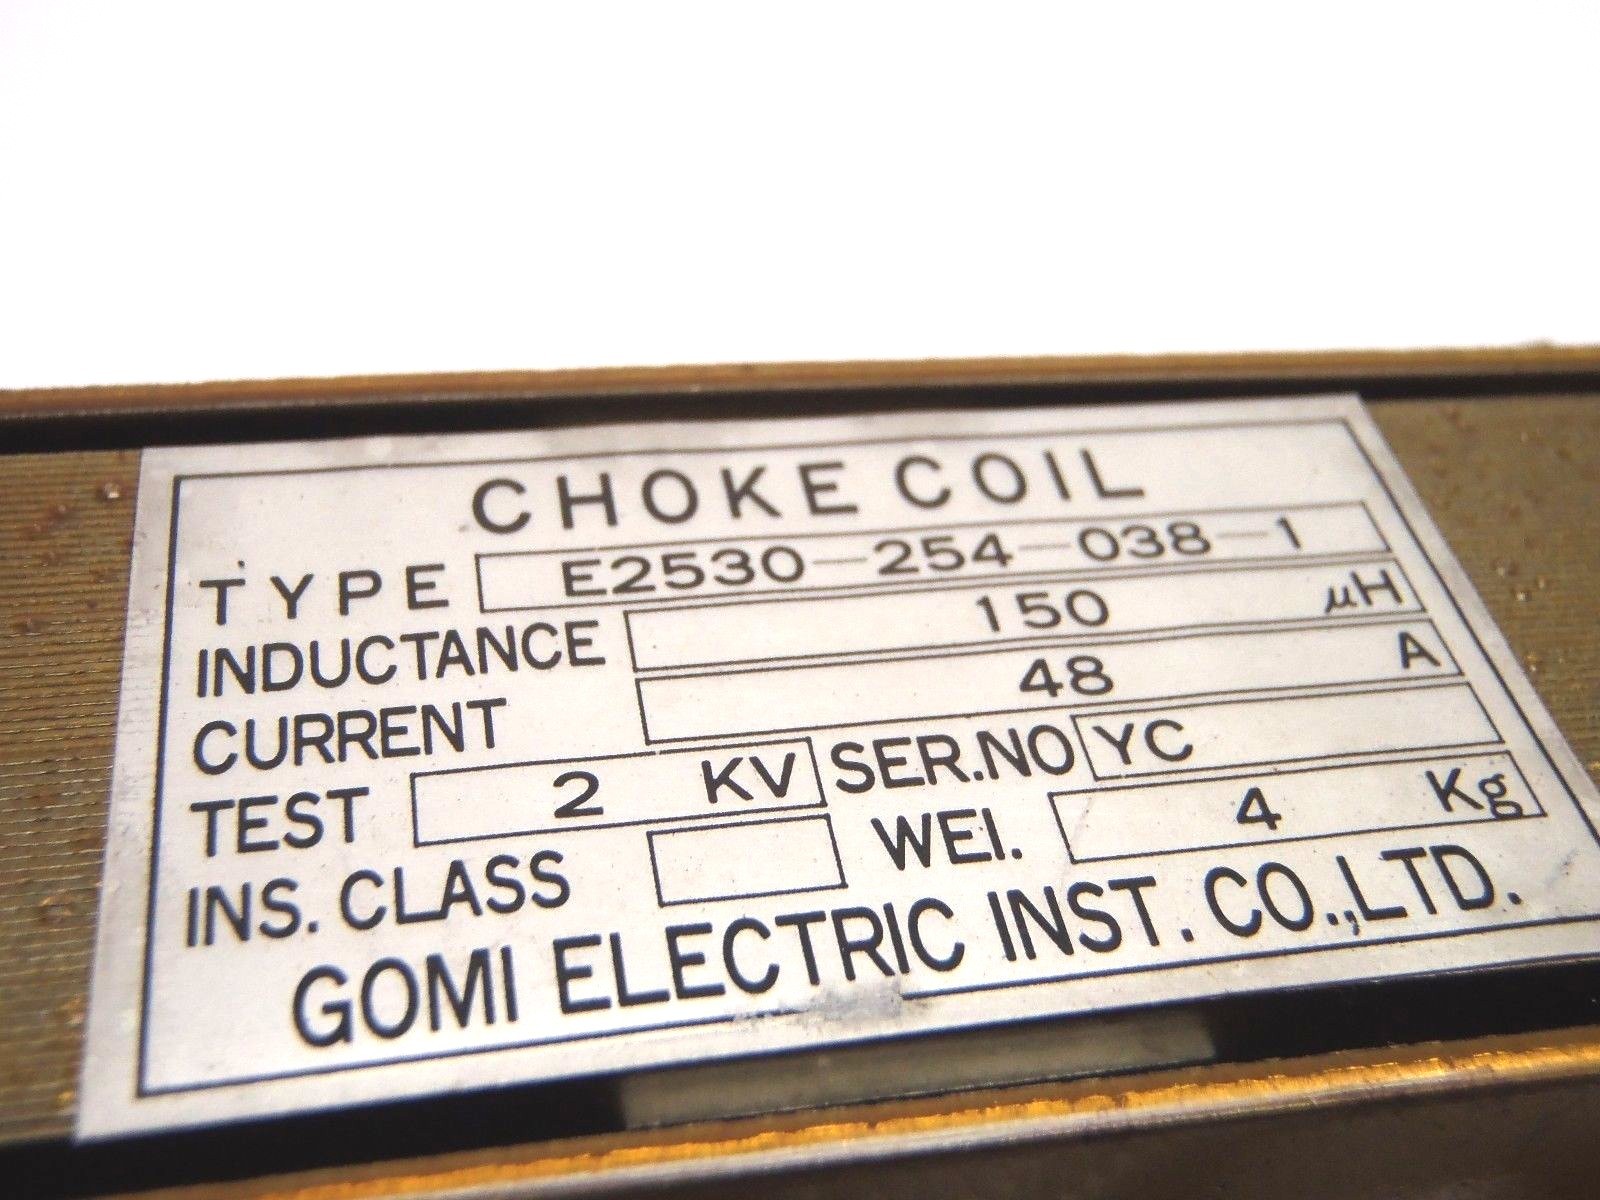 CHOKE COIL
TYPE E2530-254-038-1
INDUCTANCE 150 μH
CURRENT 48 A
TEST 2 KV SER.NO YC
INS. CLASS WEI. 4 Kg
GOMI ELECTRIC INST. CO.,LTD.